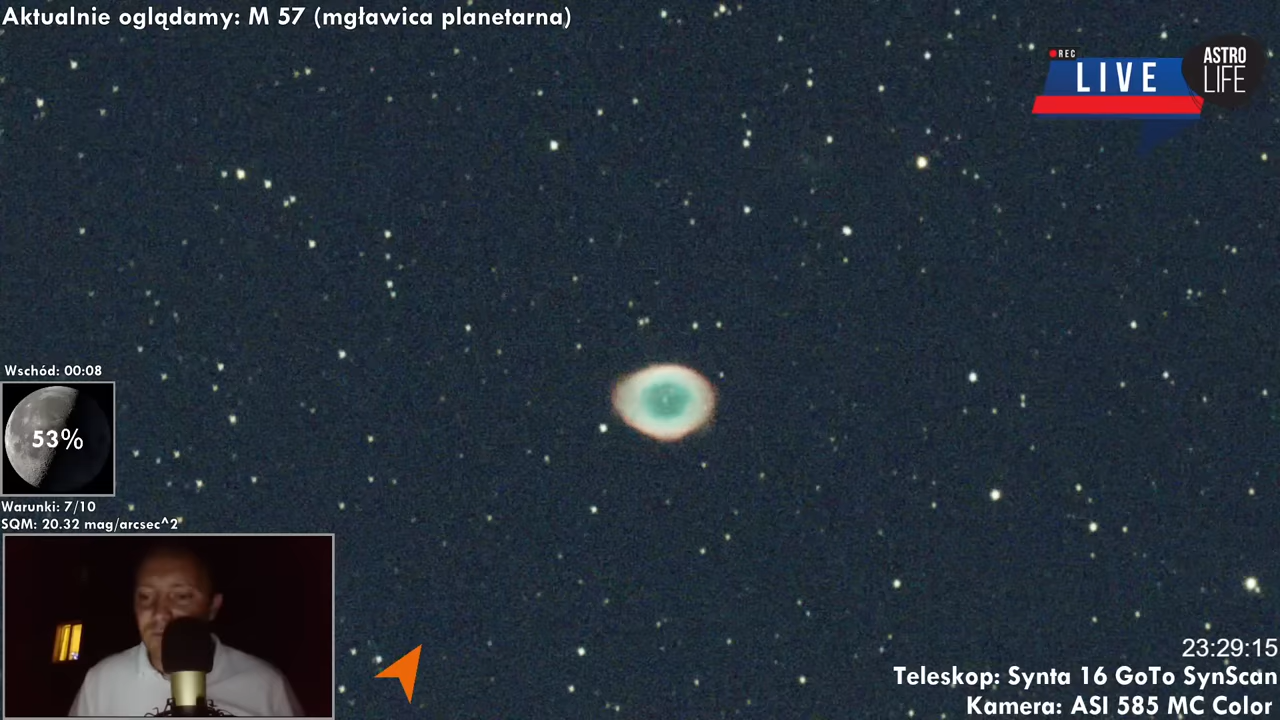 Aktualnie oglądamy: M 57 (mgławica planetarna)
REC
LIVE
ASTRO
LIFE
Wschód: 00:08
53%
Warunki: 7/10
SQM: 20.32 mag/arcsec^2
23:29:15
Teleskop: Synta 16 GoTo SynScan
Kamera: ASI 585 MC Color